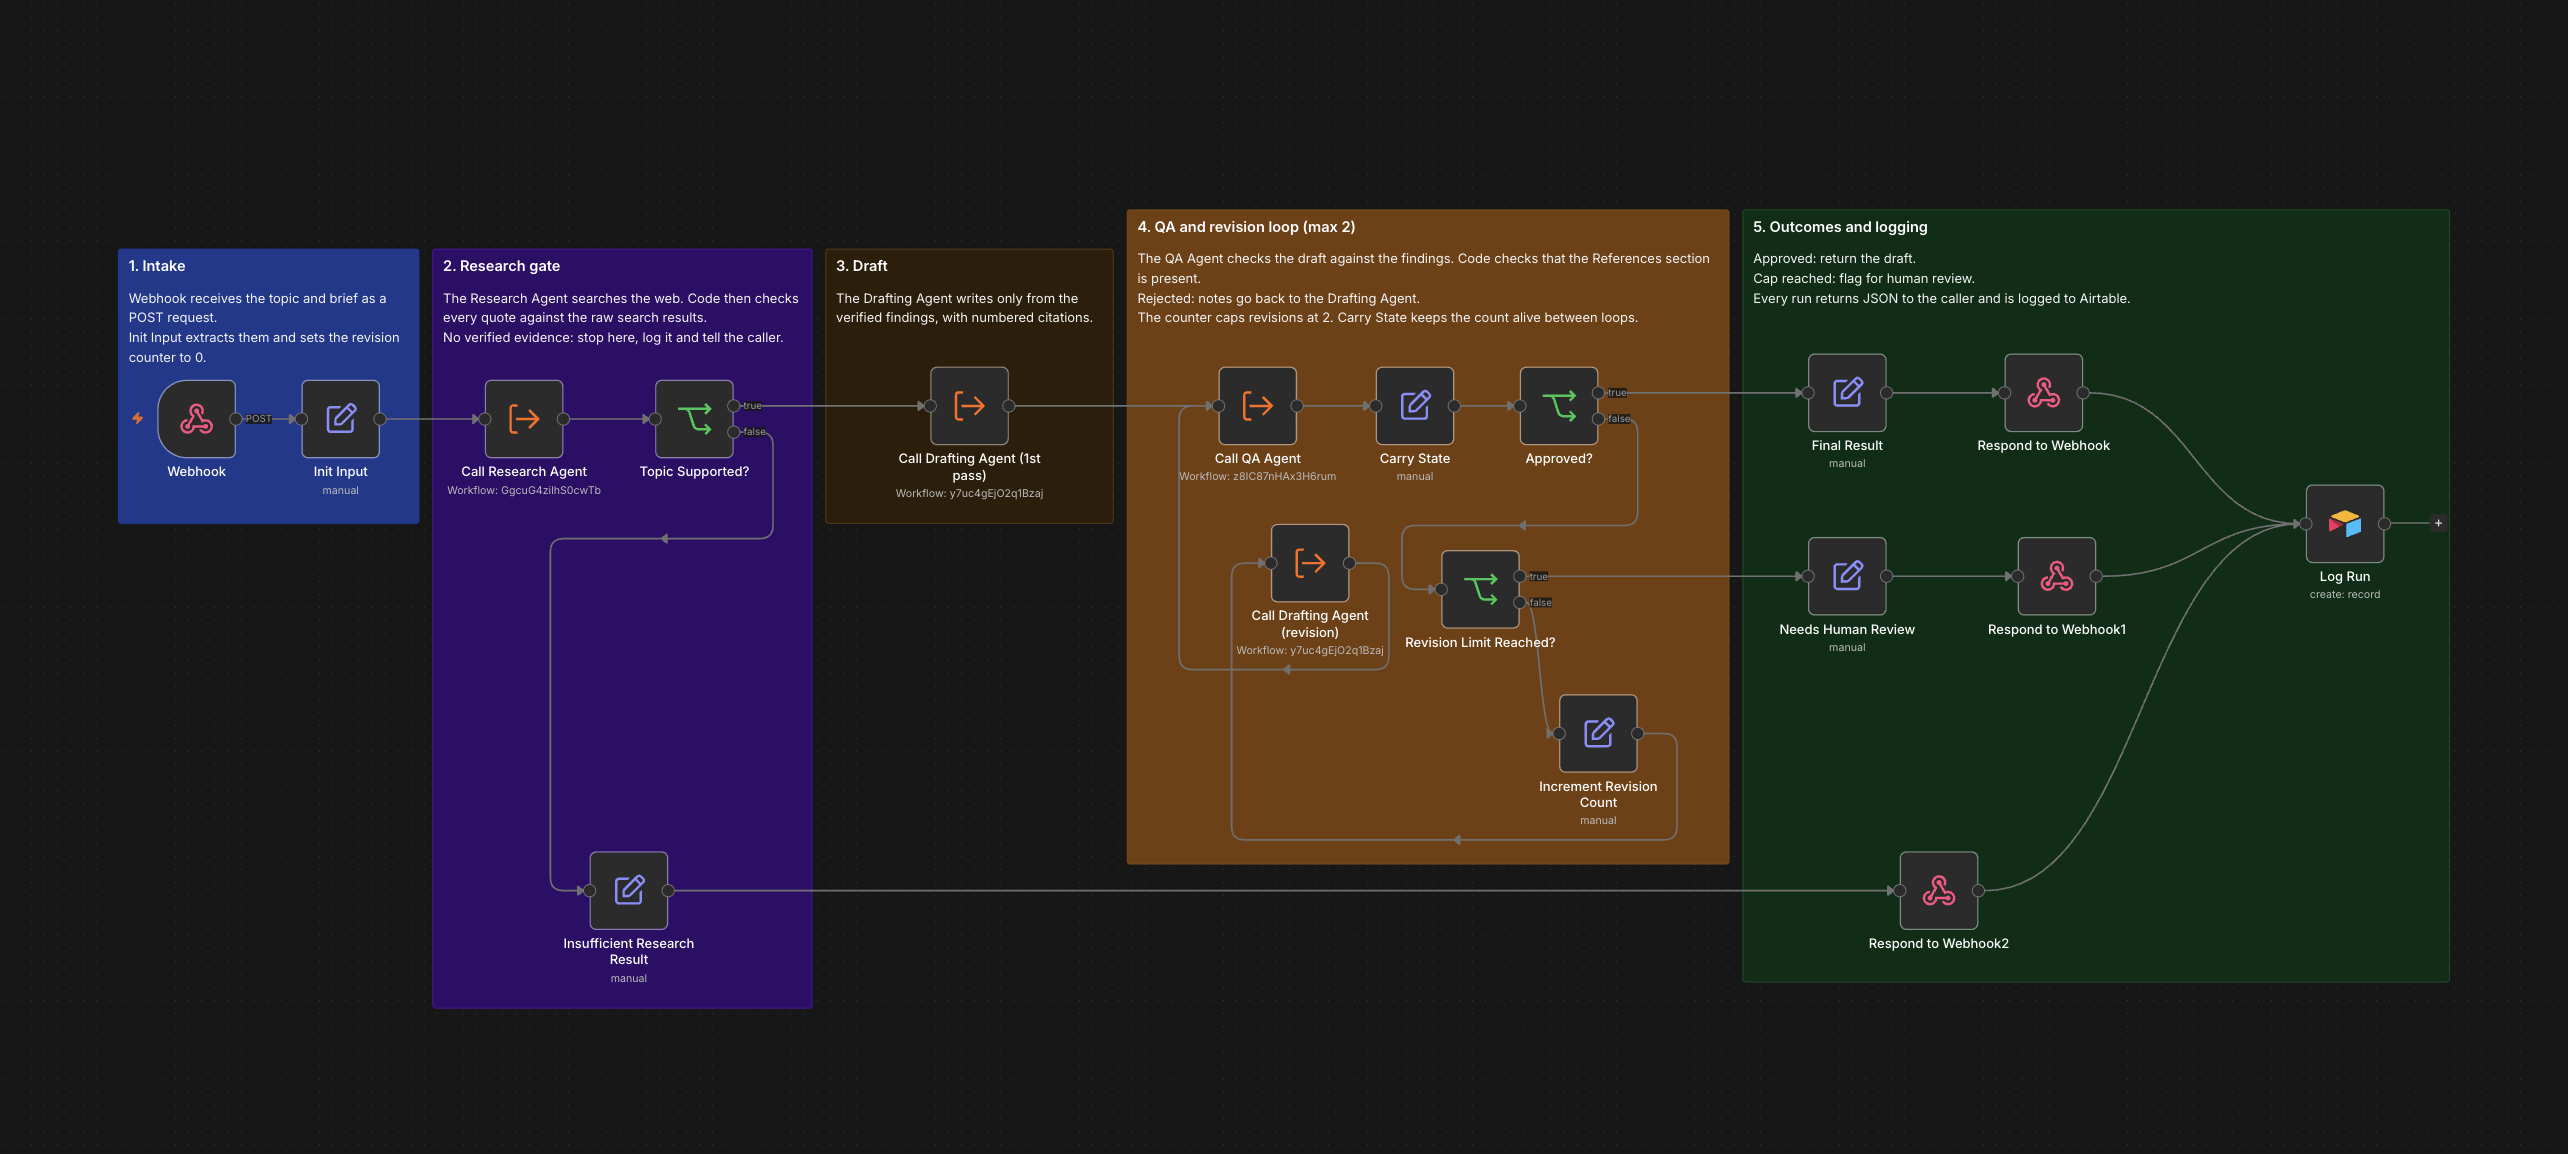 1. Intake
Webhook receives the topic and brief as a
POST request.
Init Input extracts them and sets the revision
counter to 0.
POST
Webhook
Init Input
manual
2. Research gate
The Research Agent searches the web. Code then checks
every quote against the raw search results.
No verified evidence: stop here, log it and tell the caller.
true
false
Call Research Agent
Workflow: GgcuG4zilhS0cwTb
Topic Supported?
Insufficient Research
Result
manual
3. Draft
The Drafting Agent writes only from the
verified findings, with numbered citations.
Call Drafting Agent (1st
pass)
Workflow: y7uc4gEjO2q1Bzaj
4. QA and revision loop (max 2)
The QA Agent checks the draft against the findings. Code checks that the References section
is present.
Rejected: notes go back to the Drafting Agent.
The counter caps revisions at 2. Carry State keeps the count alive between loops.
true
false
Call QA Agent
Workflow: z8IC87nHAx3H6rum
Carry State
manual
Approved?
true
false
Call Drafting Agent
(revision)
Workflow: y7uc4gEjO2q1Bzaj
Revision Limit Reached?
Increment Revision
Count
manual
5. Outcomes and logging
Approved: return the draft.
Cap reached: flag for human review.
Every run returns JSON to the caller and is logged to Airtable.
Final Result
manual
Respond to Webhook
Needs Human Review
manual
Respond to Webhook1
Log Run
create: record
Respond to Webhook2